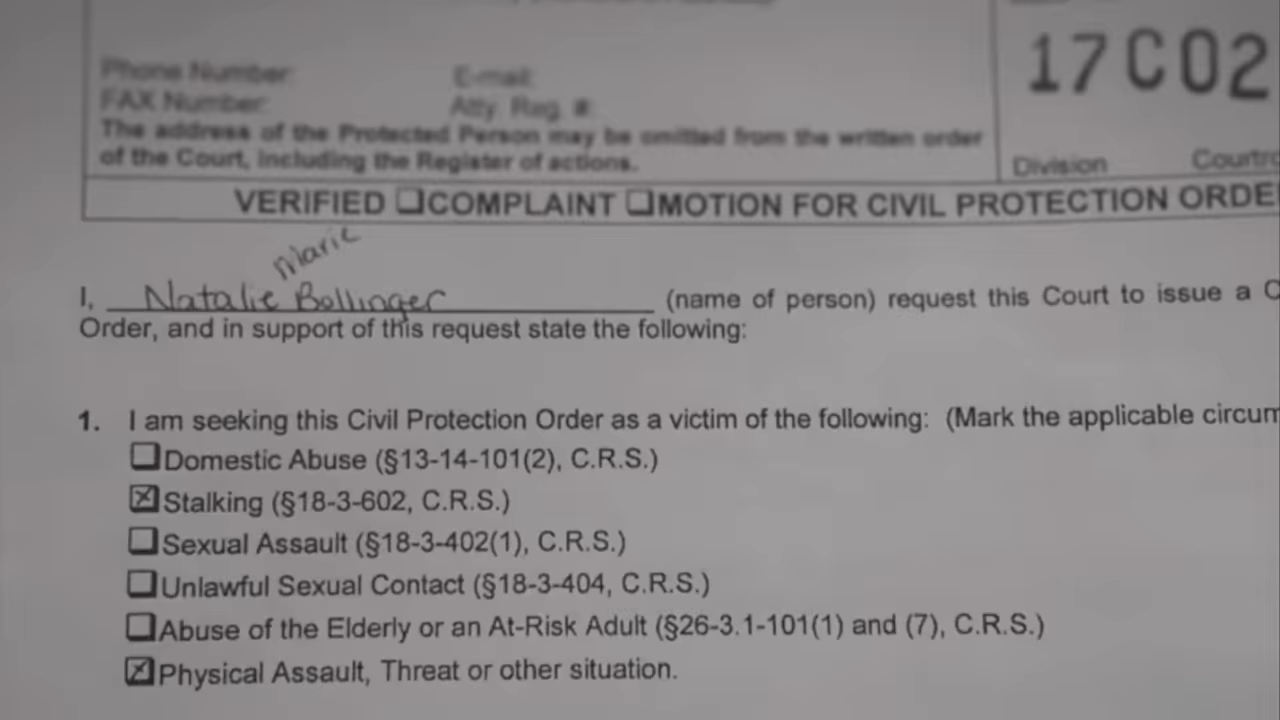 17C02
Phone Number: E-mail:
FAX Number: Atty. Reg. #:
The address of the Protected Person may be omitted from the written order
of the Court, including the Register of actions.
Division Courtro
VERIFIED ❑COMPLAINT ❑MOTION FOR CIVIL PROTECTION ORDE
Marie
I, Natalie Bollinger (name of person) request this Court to issue a C
Order, and in support of this request state the following:
1. I am seeking this Civil Protection Order as a victim of the following: (Mark the applicable circum
❑Domestic Abuse (§13-14-101(2), C.R.S.)
☒Stalking (§18-3-602, C.R.S.)
❑Sexual Assault (§18-3-402(1), C.R.S.)
❑Unlawful Sexual Contact (§18-3-404, C.R.S.)
❑Abuse of the Elderly or an At-Risk Adult (§26-3.1-101(1) and (7), C.R.S.)
☒Physical Assault, Threat or other situation.